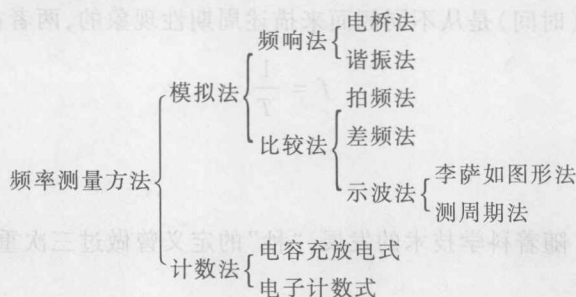 电桥法
频响法
谐振法
模拟法
拍频法
比较法
差频法
频率测量方法
李萨如图形法
示波法
测周期法
电容充放电式
计数法
电子计数式